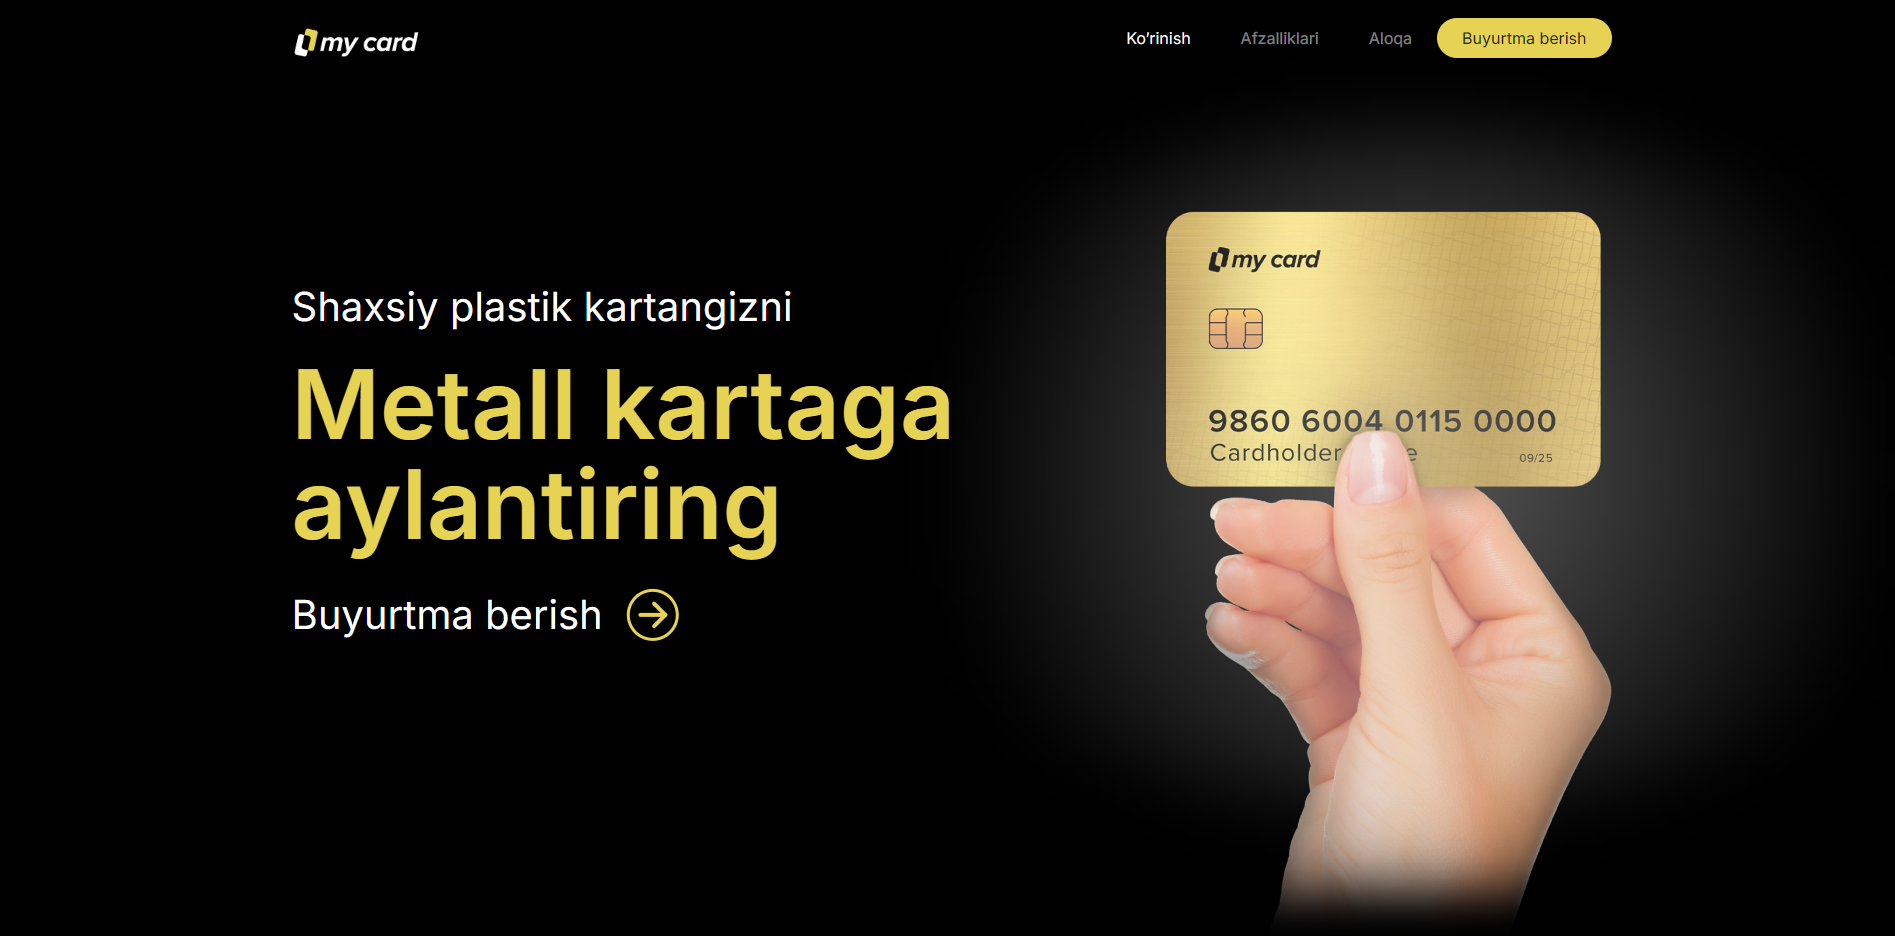 my card
Ko'rinish
Afzalliklari
Aloqa
Buyurtma berish
Shaxsiy plastik kartangizni
Metall kartaga
aylantiring
Buyurtma berish
my card
9860 6004 0115 0000
Cardholder
09/25